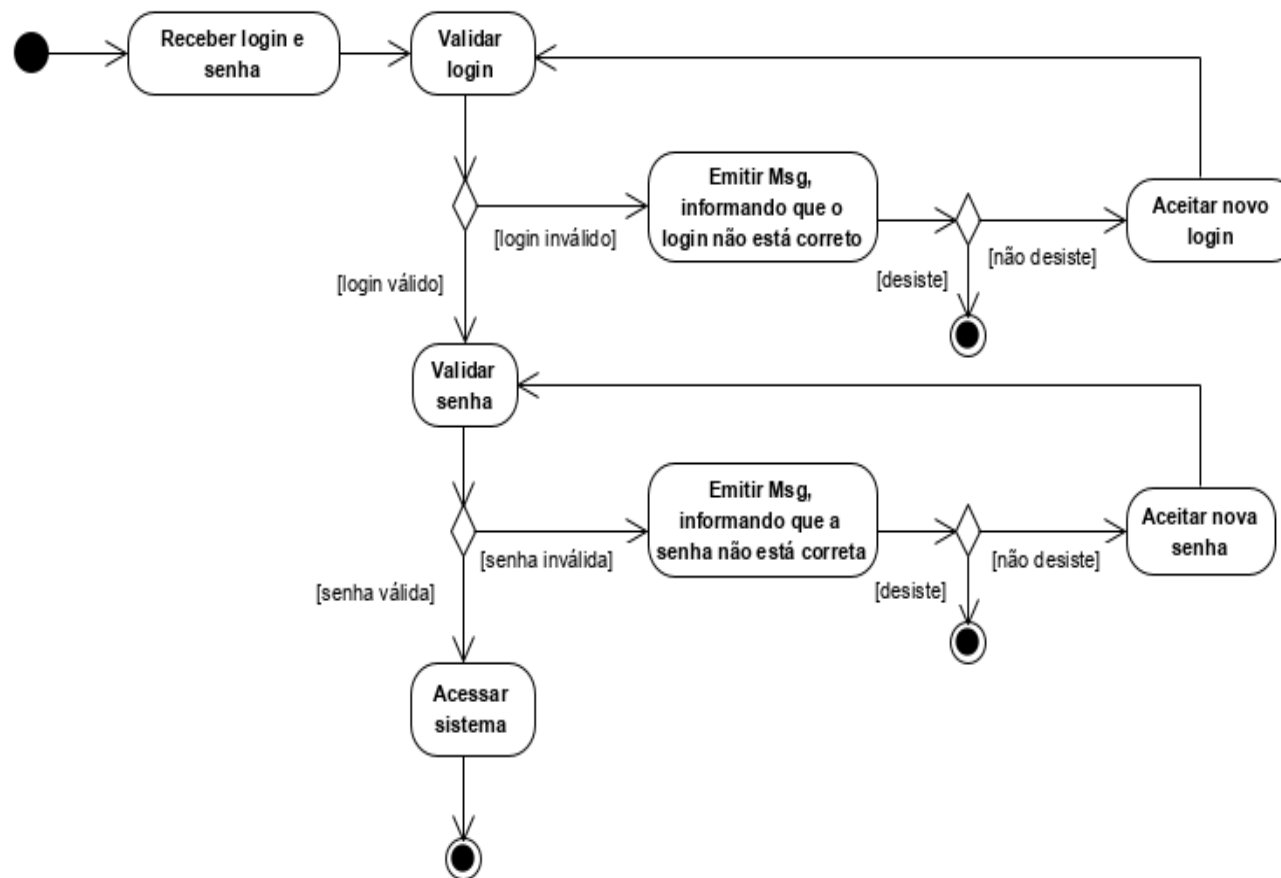 Receber login e
senha
Validar
login
Emitir Msg,
informando que o
login não está correto
Aceitar novo
login
[login inválido]
[não desiste]
[desiste]
[login válido]
Validar
senha
Emitir Msg,
informando que a
senha não está correta
Aceitar nova
senha
[senha inválida]
[não desiste]
[desiste]
[senha válida]
Acessar
sistema